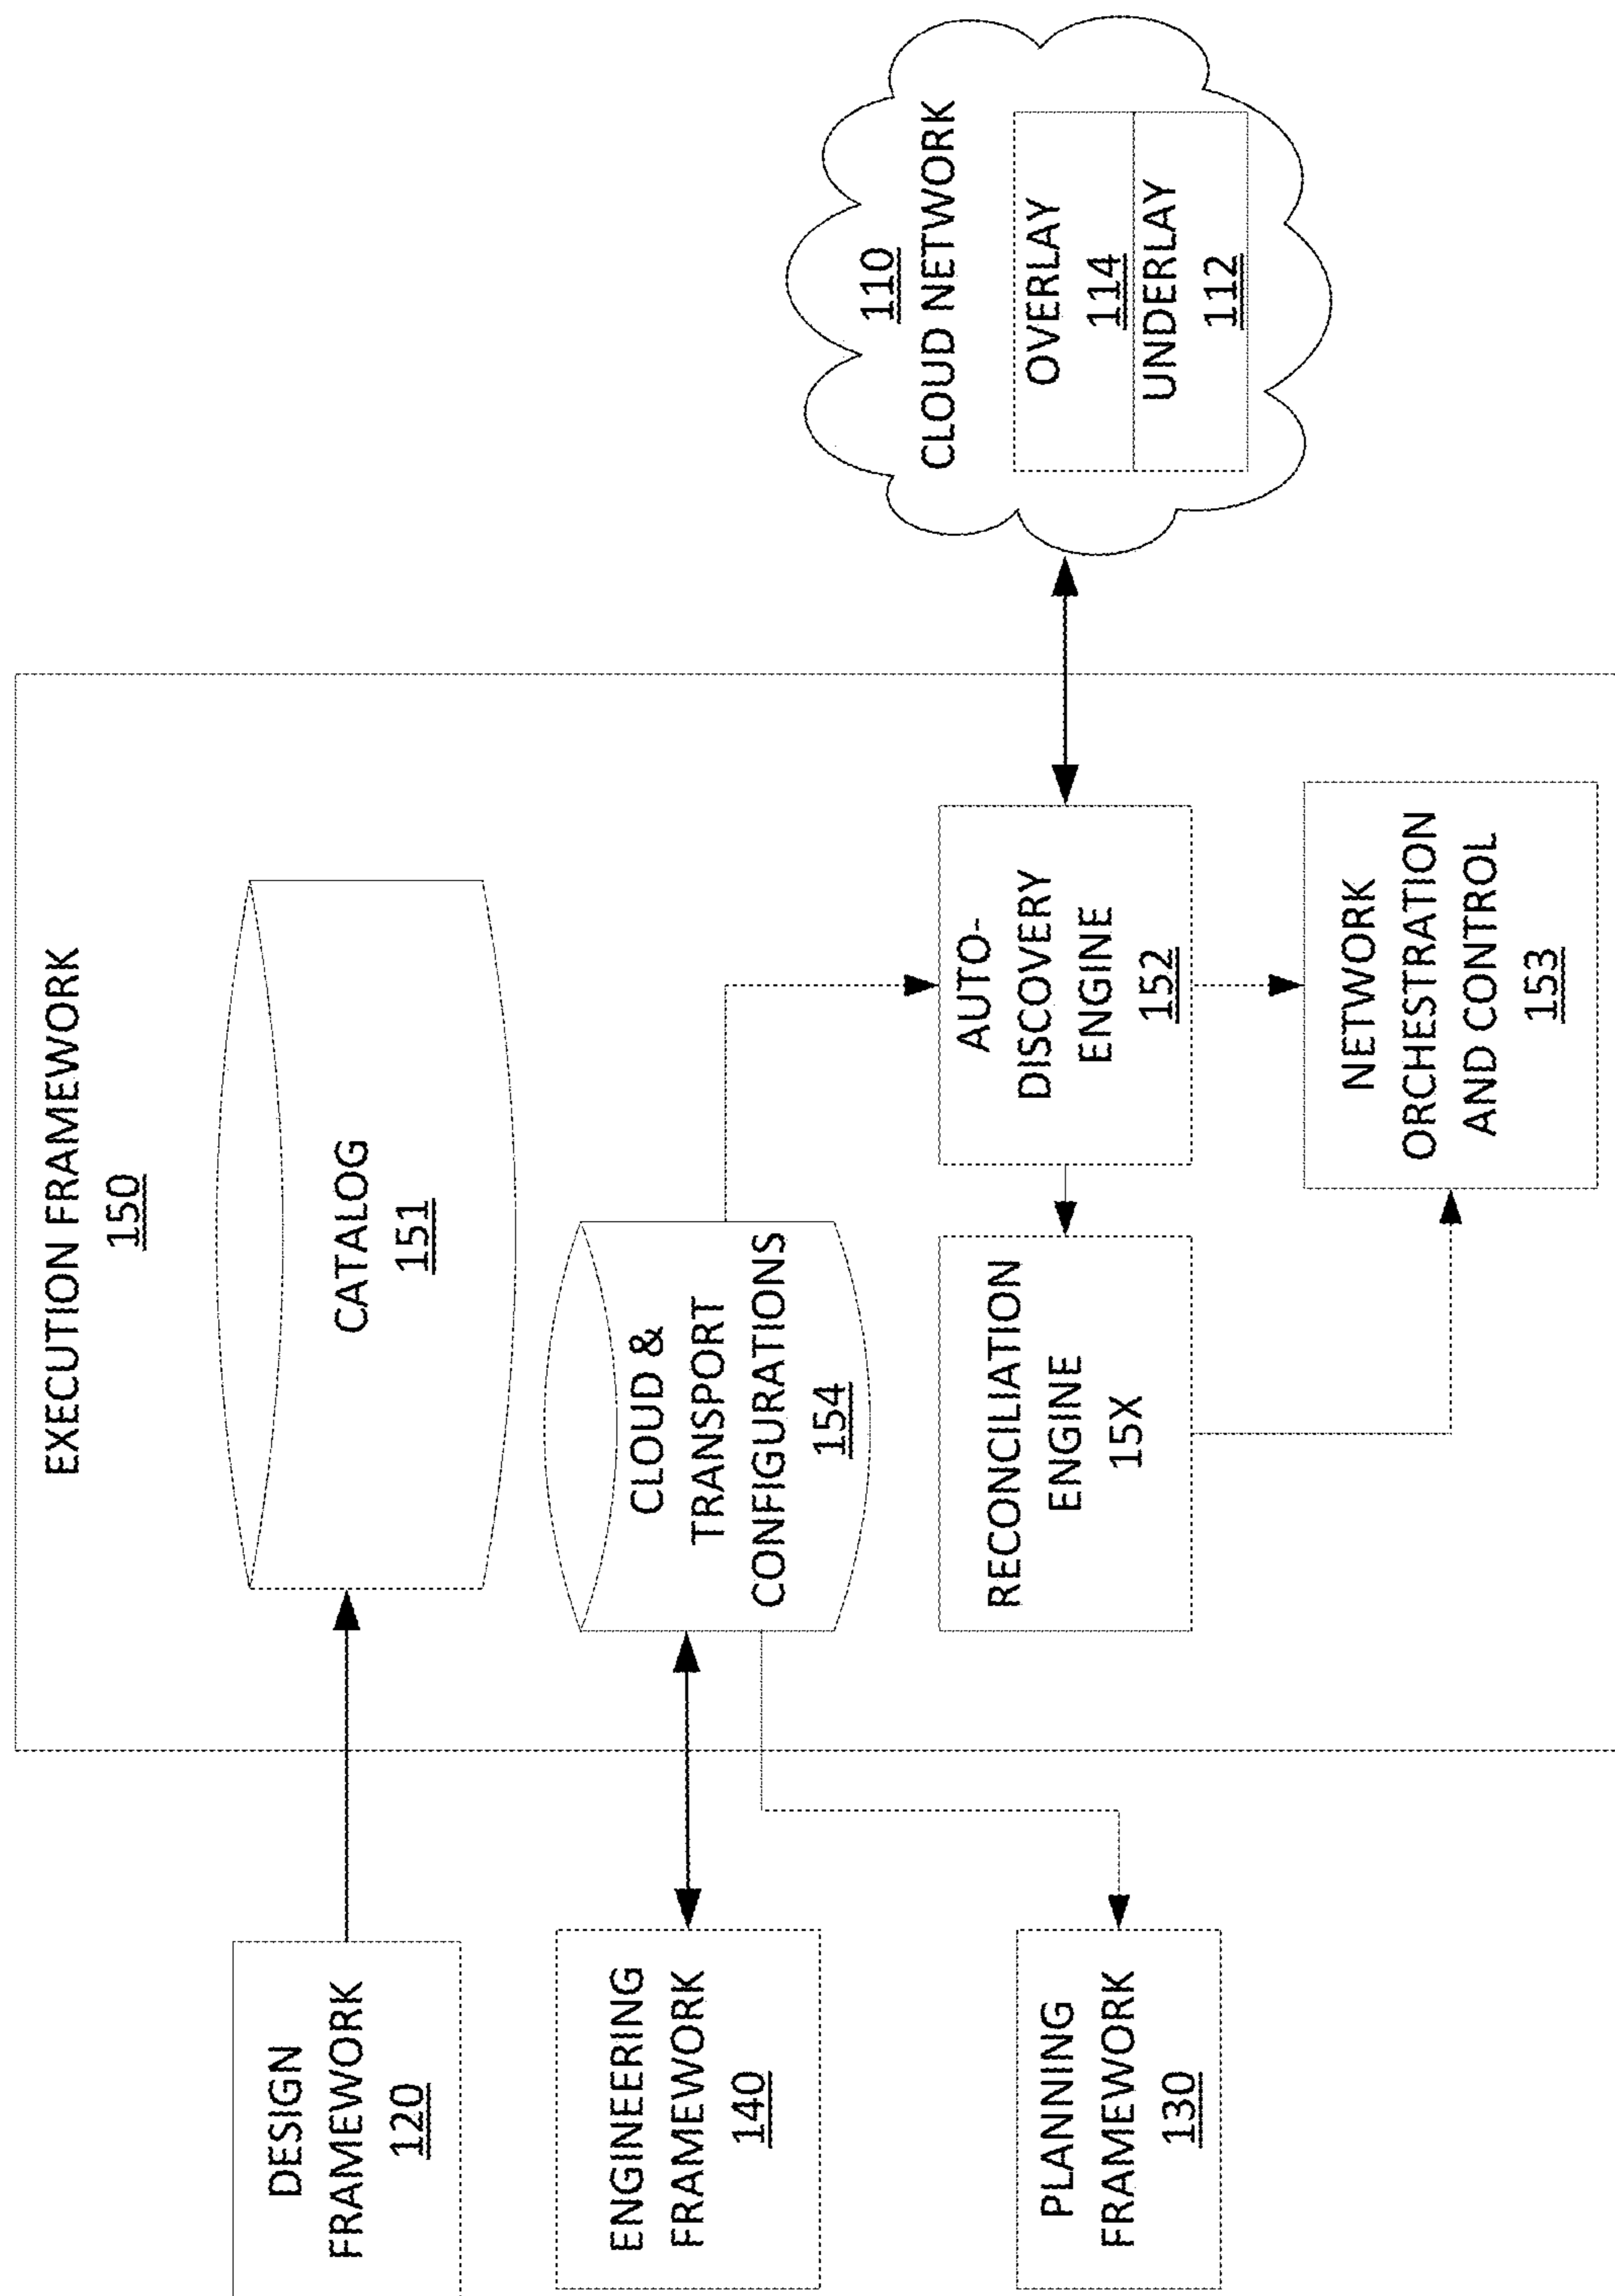 DESIGN
FRAMEWORK
120
ENGINEERING
FRAMEWORK
140
PLANNING
FRAMEWORK
130
EXECUTION FRAMEWORK
150
CATALOG
151
CLOUD &
TRANSPORT
CONFIGURATIONS
154
RECONCILIATION
ENGINE
15X
AUTO-
DISCOVERY
ENGINE
152
NETWORK
ORCHESTRATION
AND CONTROL
153
110
CLOUD NETWORK
OVERLAY
114
UNDERLAY
112